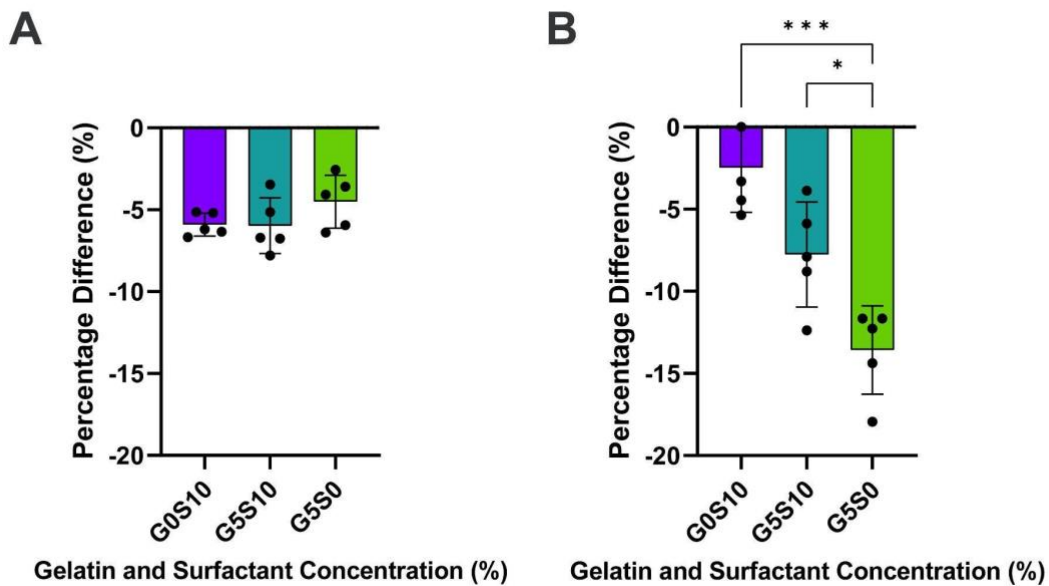 A
Percentage Difference (%)
0
-5
-10
-15
-20
G0S10
G5S10
G5S0
Gelatin and Surfactant Concentration (%)
B
* * *
*
Percentage Difference (%)
0
-5
-10
-15
-20
G0S10
G5S10
G5S0
Gelatin and Surfactant Concentration (%)